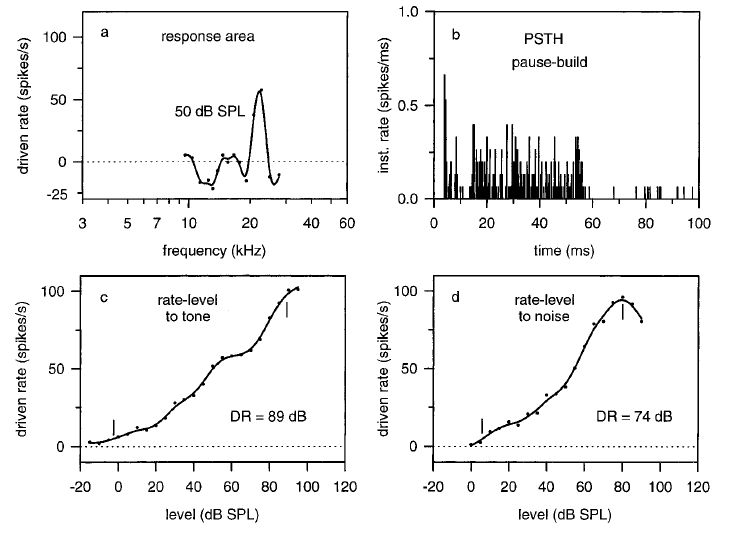 a
response area
50 dB SPL
driven rate (spikes/s)
100
50
0
-25
3
5
7
10
20
40
60
frequency (kHz)
b
PSTH
pause-build
inst. rate (spikes/ms)
1.0
0.5
0.0
0
20
40
60
80
100
time (ms)
c
rate-level
to tone
DR = 89 dB
driven rate (spikes/s)
100
50
0
-20
0
20
40
60
80
100
120
level (dB SPL)
d
rate-level
to noise
DR = 74 dB
driven rate (spikes/s)
100
50
0
-20
0
20
40
60
80
100
120
level (dB SPL)